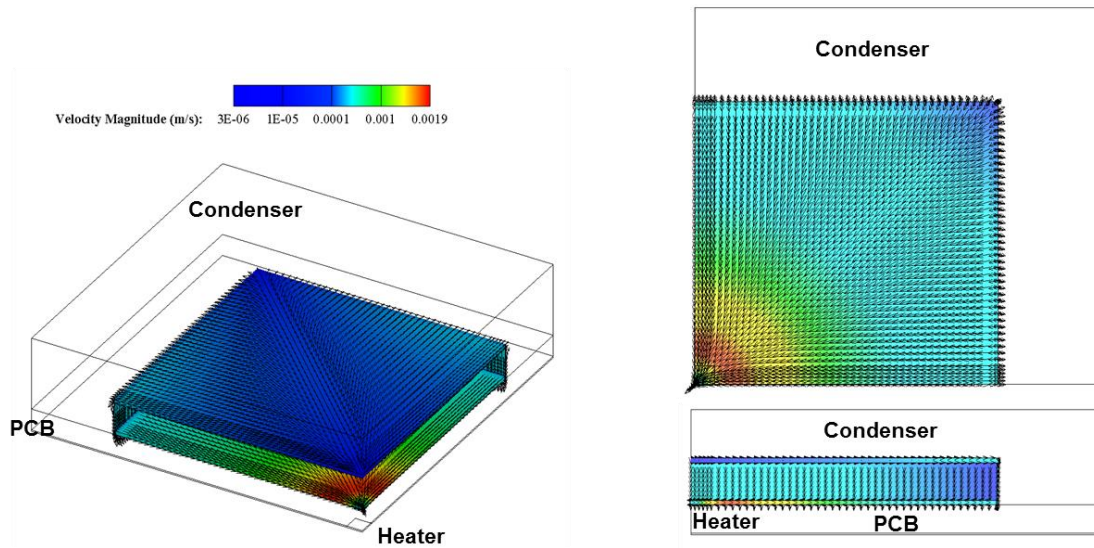 Velocity Magnitude (m/s): 3E-06 1E-05 0.0001 0.001 0.0019
Condenser
PCB
Heater
Condenser
Condenser
Heater PCB